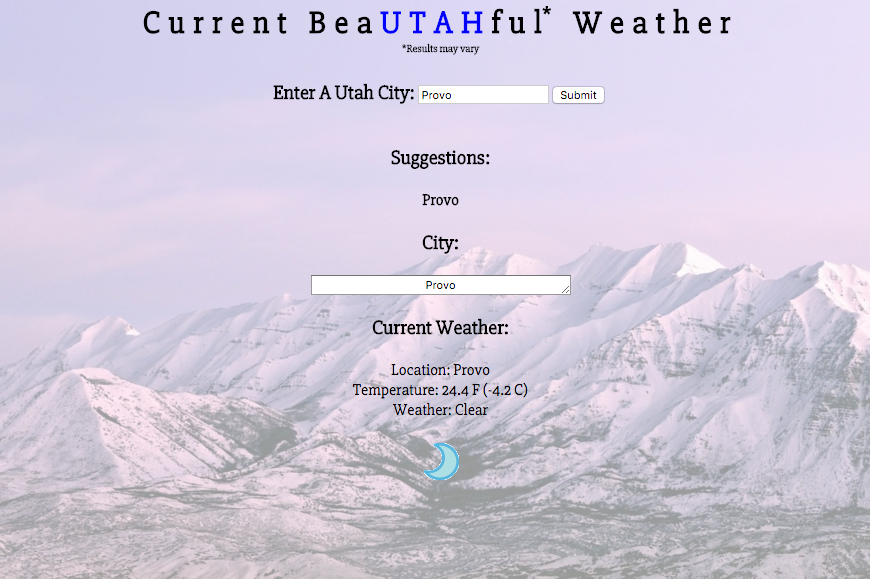 Current BeaUTAHful* Weather
*Results may vary
Enter A Utah City: Provo Submit
Suggestions:
Provo
City:
Provo
Current Weather:
Location: Provo
Temperature: 24.4 F (-4.2 C)
Weather: Clear